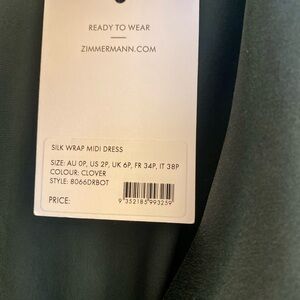 READY TO WEAR
ZIMMERMANN.COM
SILK WRAP MIDI DRESS
SIZE: AU 0P, US 2P, UK 6P, FR 34P, IT 38P
COLOUR: CLOVER
STYLE: 8066DRBOT
PRICE:
9 352185 993259